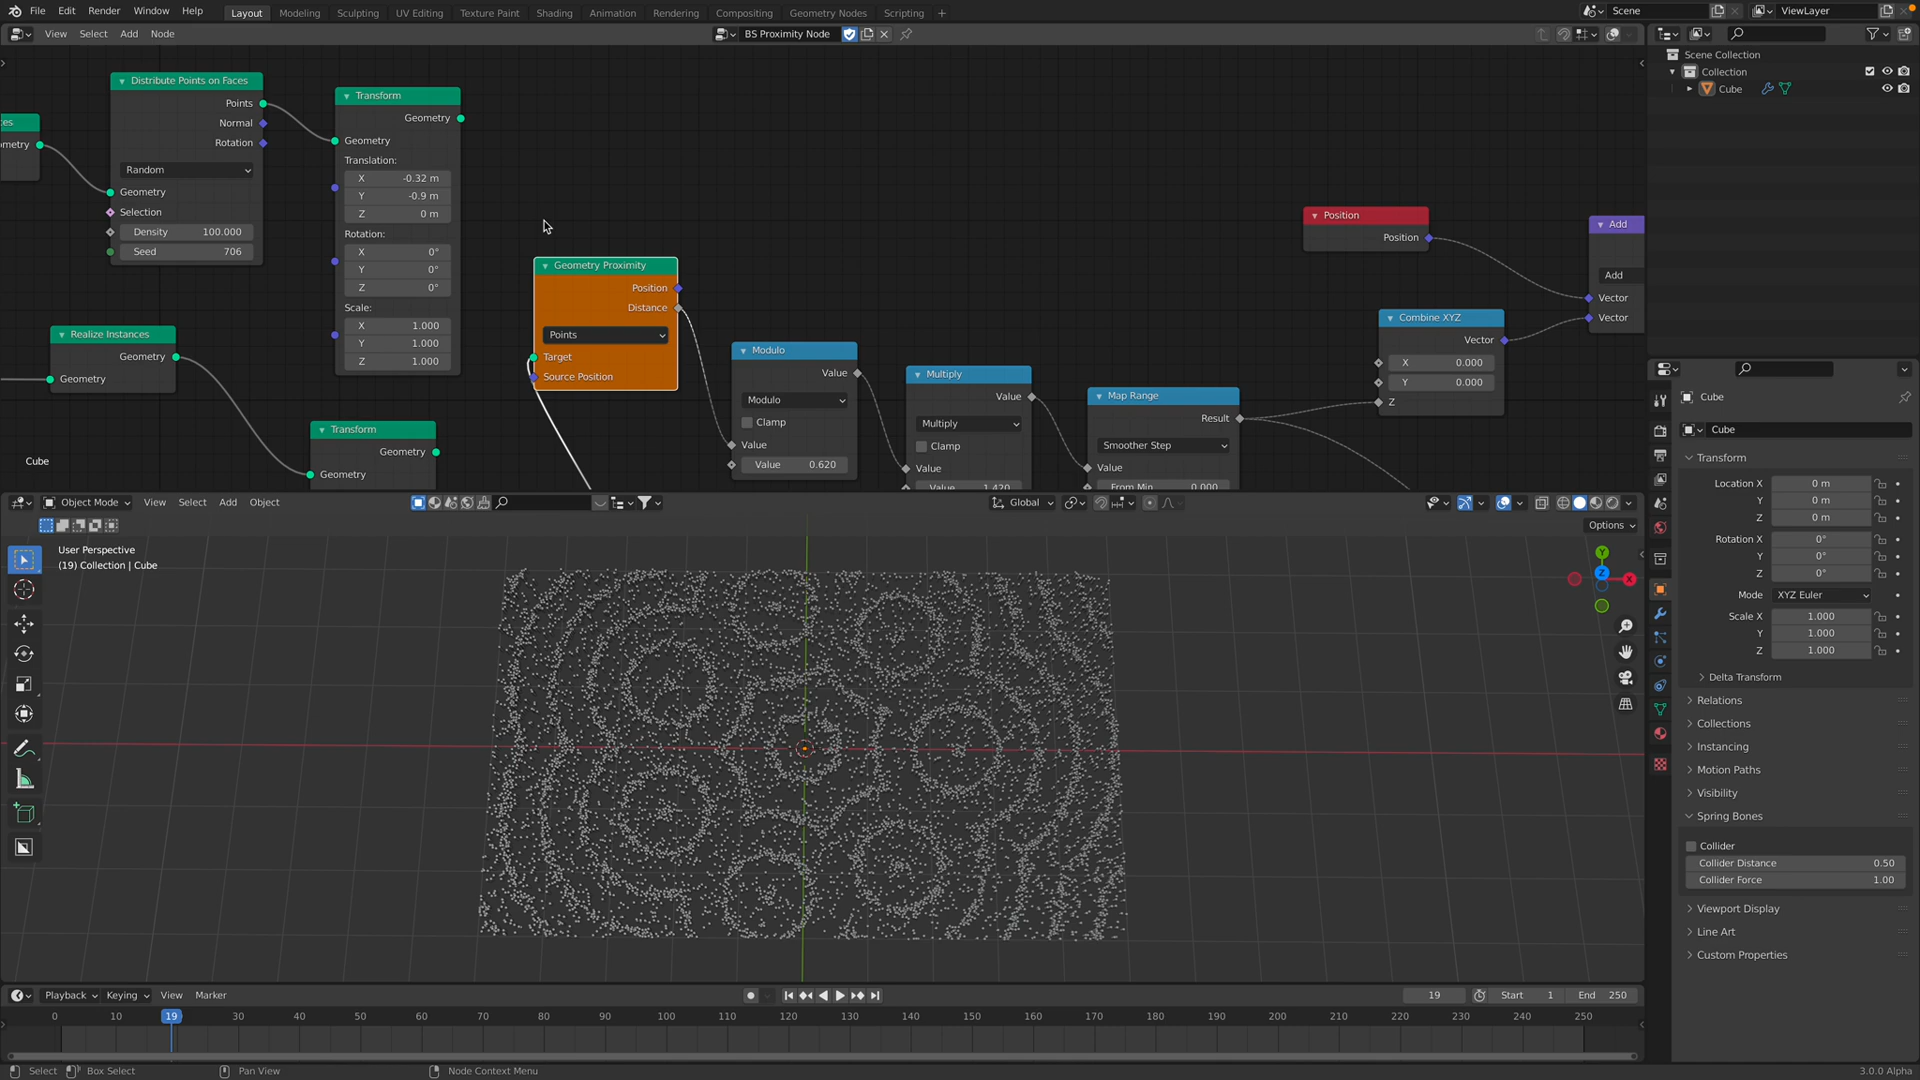 File Edit Render Window Help Layout Modeling Sculpting UV Editing Texture Paint Shading Animation Rendering Compositing Geometry Nodes Scripting + Scene ViewLayer
View Select Add Node BS Proximity Node
Scene Collection
Collection
Cube
Distribute Points on Faces
Points
Normal
Rotation
Random
Geometry
Selection
Density 100.000
Seed 706
Transform
Geometry
Geometry
Translation:
X -0.32 m
Y -0.9 m
Z 0 m
Rotation:
X 0°
Y 0°
Z 0°
Scale:
X 1.000
Y 1.000
Z 1.000
Realize Instances
Geometry
Geometry
Transform
Geometry
Geometry
Cube
Geometry Proximity
Position
Distance
Points
Target
Source Position
Modulo
Value
Modulo
Clamp
Value
Value 0.620
Multiply
Value
Multiply
Clamp
Value
Value 1.420
Map Range
Result
Smoother Step
Value
From Min 0.000
Position
Position
Combine XYZ
Vector
X 0.000
Y 0.000
Z
Add
Add
Vector
Vector
Object Mode View Select Add Object Global
Options
User Perspective
(19) Collection | Cube
Y
Z
X
Cube
Cube
Transform
Location X 0 m
Y 0 m
Z 0 m
Rotation X 0°
Y 0°
Z 0°
Mode XYZ Euler
Scale X 1.000
Y 1.000
Z 1.000
Delta Transform
Relations
Collections
Instancing
Motion Paths
Visibility
Spring Bones
Collider
Collider Distance 0.50
Collider Force 1.00
Viewport Display
Line Art
Custom Properties
Playback Keying View Marker 19 Start 1 End 250
0 10 19 30 40 50 60 70 80 90 100 110 120 130 140 150 160 170 180 190 200 210 220 230 240 250
Select Box Select Pan View Node Context Menu 3.0.0 Alpha